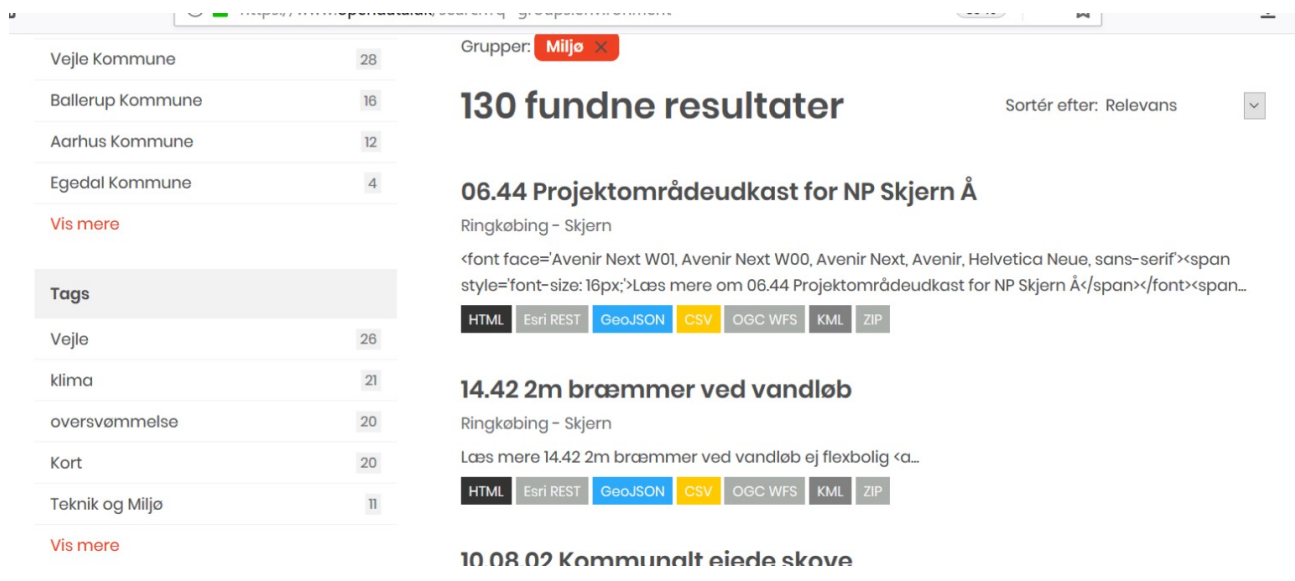 Vejle Kommune 28
Ballerup Kommune 16
Aarhus Kommune 12
Egedal Kommune 4
Vis mere
Tags
Vejle 26
klima 21
oversvømmelse 20
Kort 20
Teknik og Miljø 11
Vis mere
Grupper: Miljø ×
130 fundne resultater
Sortér efter: Relevans
06.44 Projektområdeudkast for NP Skjern Å
Ringkøbing - Skjern
<font face='Avenir Next W01, Avenir Next W00, Avenir Next, Avenir, Helvetica Neue, sans-serif'><span
style='font-size: 16px;'>Læs mere om 06.44 Projektområdeudkast for NP Skjern Å</span></font><span...
HTML Esri REST GeoJSON CSV OGC WFS KML ZIP
14.42 2m bræmmer ved vandløb
Ringkøbing - Skjern
Læs mere 14.42 2m bræmmer ved vandløb ej flexbolig <a...
HTML Esri REST GeoJSON CSV OGC WFS KML ZIP
10.08.02 Kommunalt ejede skove